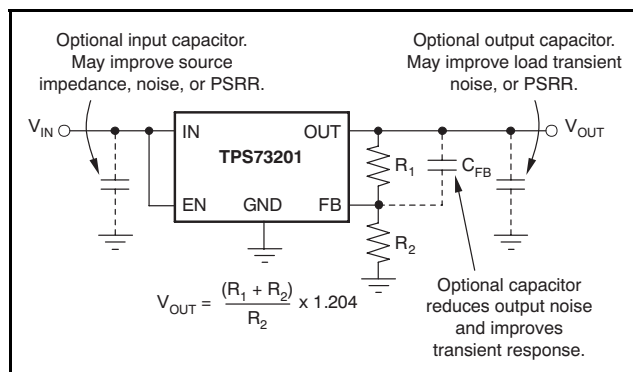 Optional input capacitor.
May improve source
impedance, noise, or PSRR.
Optional output capacitor.
May improve load transient
noise, or PSRR.
V_IN
IN
OUT
V_OUT
TPS73201
R_1
C_FB
EN
GND
FB
R_2
V_OUT = (R_1 + R_2) / R_2 x 1.204
Optional capacitor
reduces output noise
and improves
transient response.